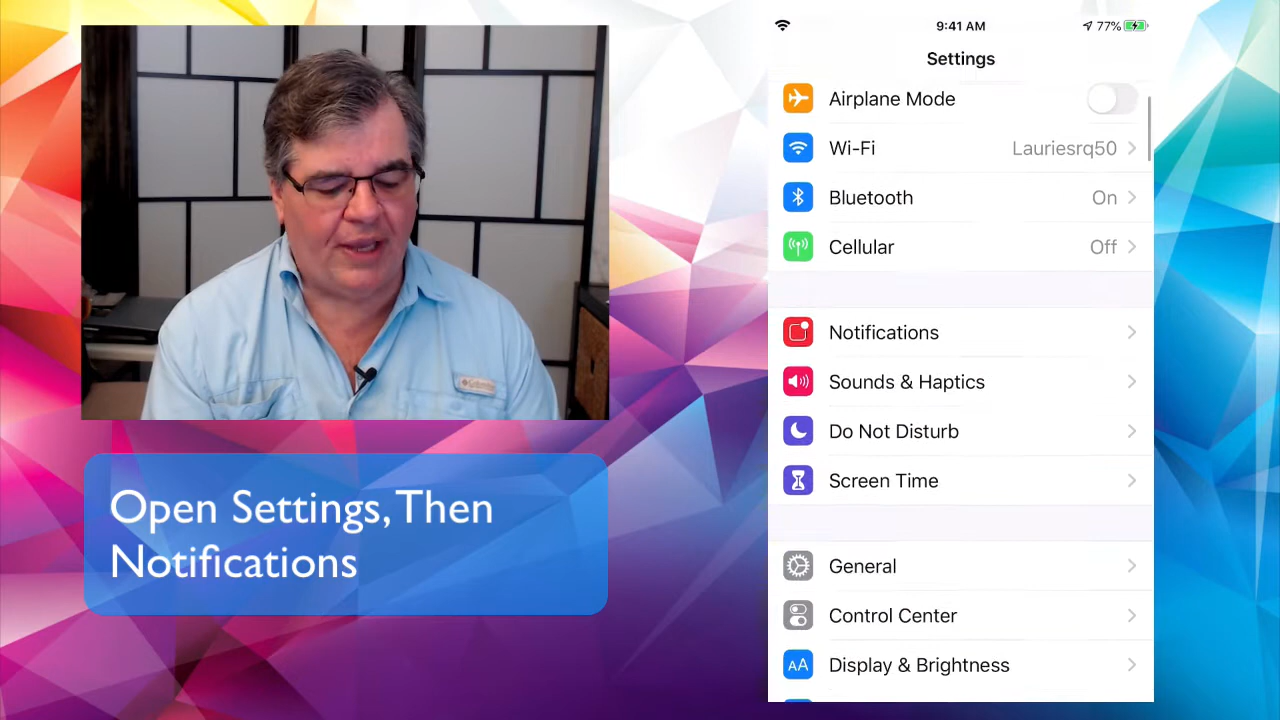 9:41 AM
77%
Settings
Airplane Mode
Wi-Fi Lauriesrq50
Bluetooth On
Cellular Off
Notifications
Sounds & Haptics
Do Not Disturb
Screen Time
General
Control Center
AA Display & Brightness
Open Settings, Then
Notifications